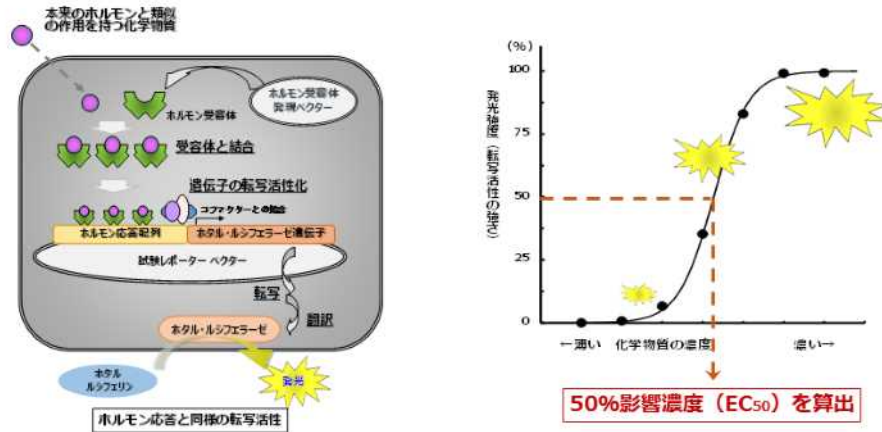 本来のホルモンと類似
の作用を持つ化学物質
ホルモン受容体
発現ベクター
ホルモン受容体
受容体と結合
遺伝子の転写活性化
コファクターとの結合
ホルモン応答配列
ホタル・ルシフェラーゼ遺伝子
試験レポーター ベクター
転写
翻訳
ホタル・ルシフェラーゼ
ホタル
ルシフェリン
発光
ホルモン応答と同様の転写活性
(%)
100
75
50
25
0
発光強度(転写活性の強さ)
←薄い 化学物質の濃度 濃い→
50%影響濃度(EC50)を算出